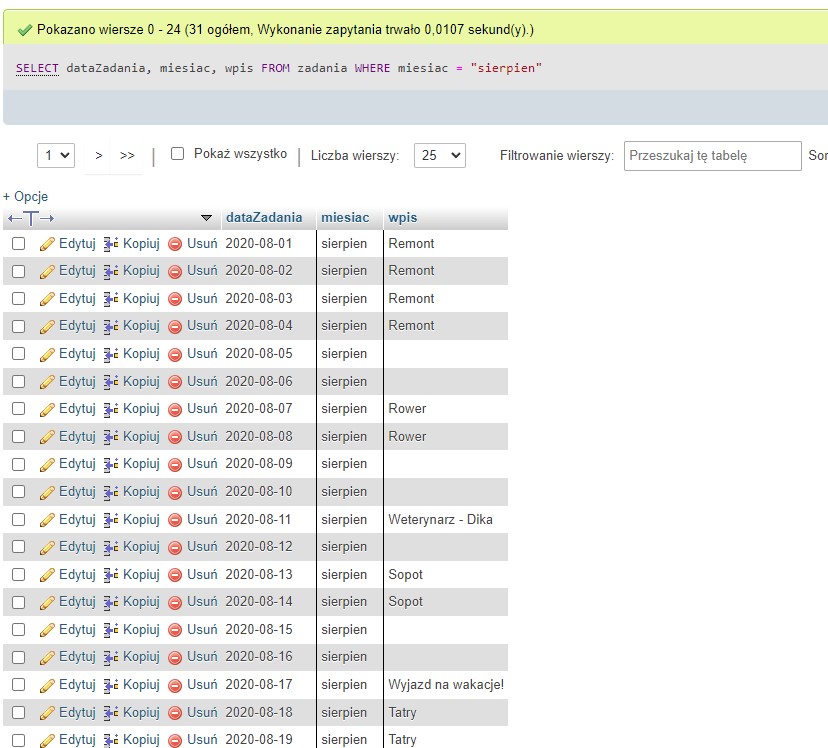 Pokazano wiersze 0 - 24 (31 ogółem, Wykonanie zapytania trwało 0,0107 sekund(y).)
SELECT dataZadania, miesiac, wpis FROM zadania WHERE miesiac = "sierpien"
1 > >> | Pokaż wszystko | Liczba wierszy: 25 Filtrowanie wierszy: Przeszukaj tę tabelę Sor
+ Opcje
←T→ dataZadania miesiac wpis
Edytuj Kopiuj Usuń 2020-08-01 sierpien Remont
Edytuj Kopiuj Usuń 2020-08-02 sierpien Remont
Edytuj Kopiuj Usuń 2020-08-03 sierpien Remont
Edytuj Kopiuj Usuń 2020-08-04 sierpien Remont
Edytuj Kopiuj Usuń 2020-08-05 sierpien
Edytuj Kopiuj Usuń 2020-08-06 sierpien
Edytuj Kopiuj Usuń 2020-08-07 sierpien Rower
Edytuj Kopiuj Usuń 2020-08-08 sierpien Rower
Edytuj Kopiuj Usuń 2020-08-09 sierpien
Edytuj Kopiuj Usuń 2020-08-10 sierpien
Edytuj Kopiuj Usuń 2020-08-11 sierpien Weterynarz - Dika
Edytuj Kopiuj Usuń 2020-08-12 sierpien
Edytuj Kopiuj Usuń 2020-08-13 sierpien Sopot
Edytuj Kopiuj Usuń 2020-08-14 sierpien Sopot
Edytuj Kopiuj Usuń 2020-08-15 sierpien
Edytuj Kopiuj Usuń 2020-08-16 sierpien
Edytuj Kopiuj Usuń 2020-08-17 sierpien Wyjazd na wakacje!
Edytuj Kopiuj Usuń 2020-08-18 sierpien Tatry
Edytuj Kopiuj Usuń 2020-08-19 sierpien Tatry